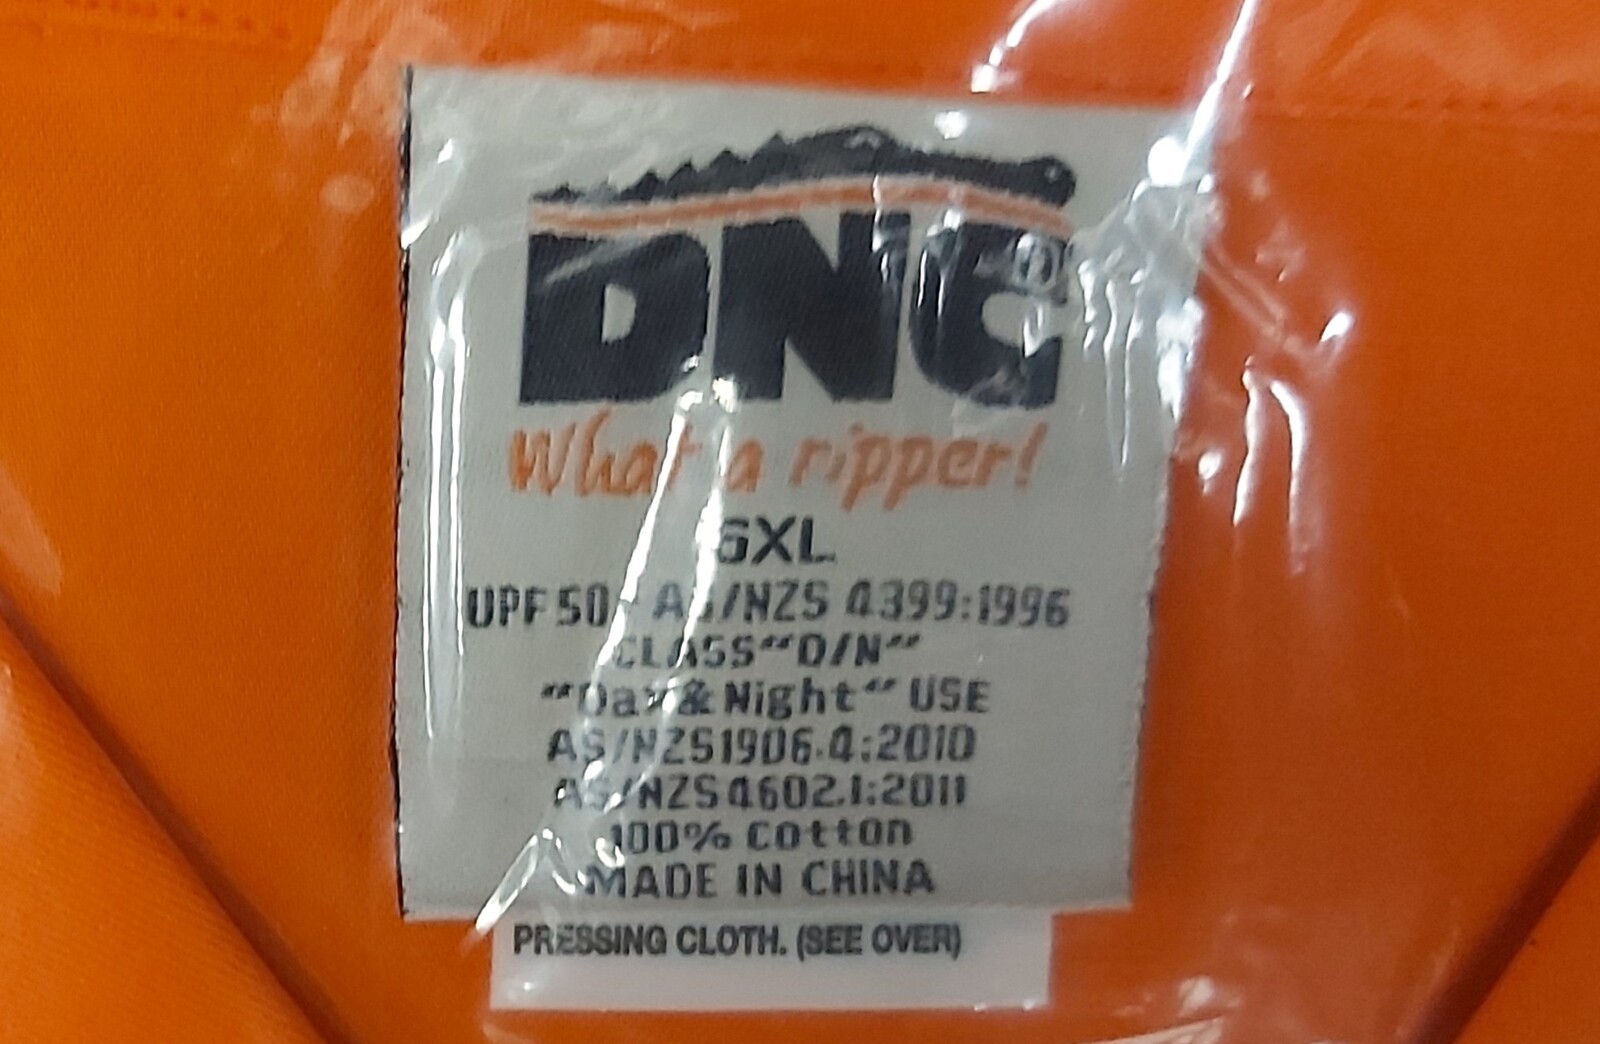 DNC
What a ripper!
XL
UPF 50+ AS/NZS 4399:1996
CLASS“D/N”
“Day& Night“ USE
AS/NZS1906.4:2010
AS/NZS4602.1:2011
100% Cotton
MADE IN CHINA
PRESSING CLOTH. (SEE OVER)